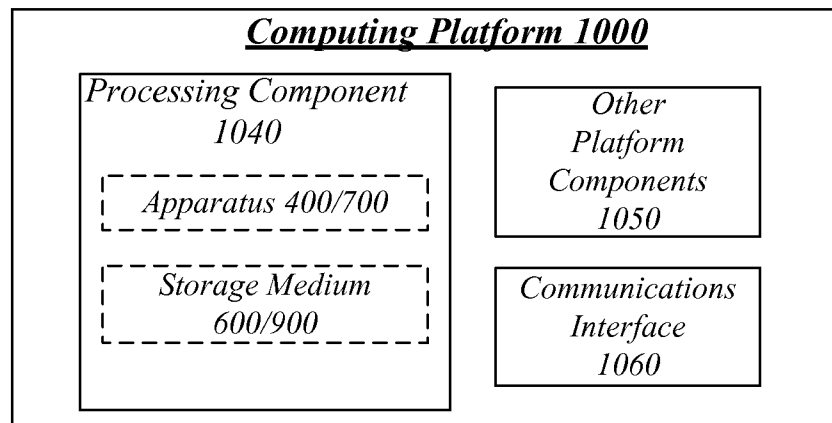 Computing Platform 1000
Processing Component
1040
Apparatus 400/700
Storage Medium
600/900
Other
Platform
Components
1050
Communications
Interface
1060